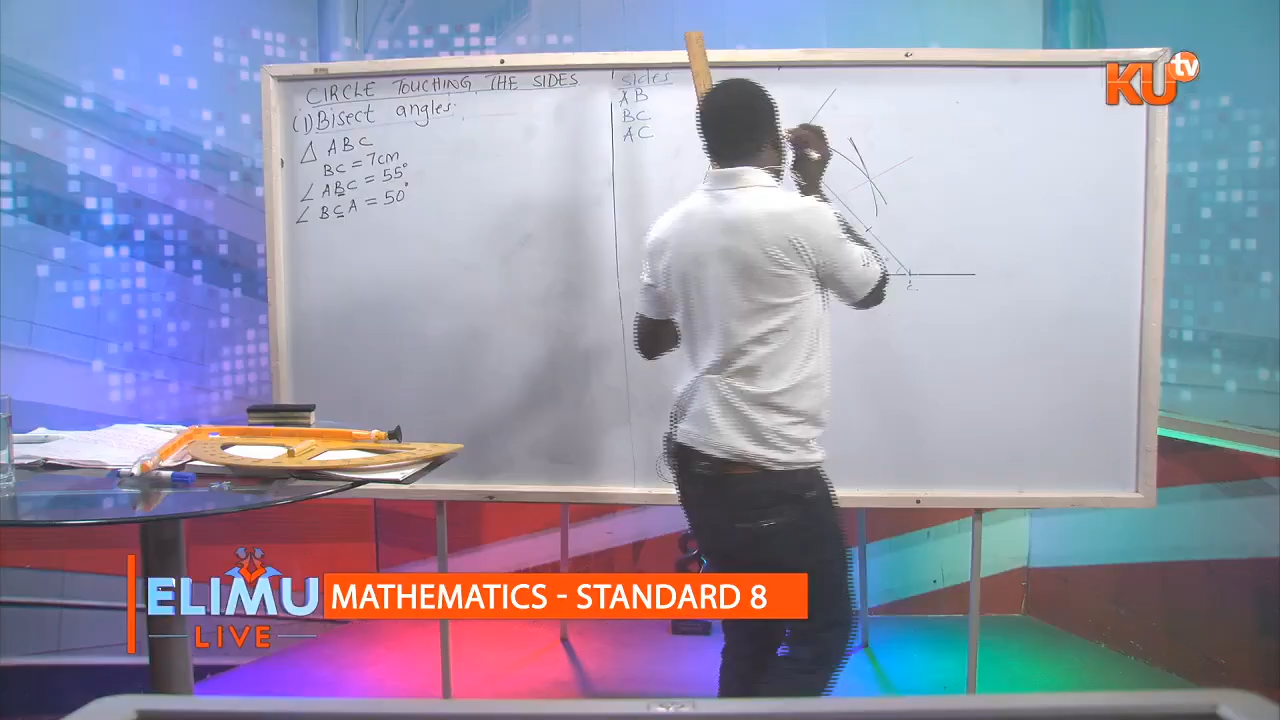 CIRCLE TOUCHING THE SIDES
(i) Bisect angles.
△ ABC
BC = 7cm
∠ ABC = 55°
∠ BCA = 50°
sides
AB
BC
AC
C
KU tv
ELIMU
LIVE
MATHEMATICS - STANDARD 8